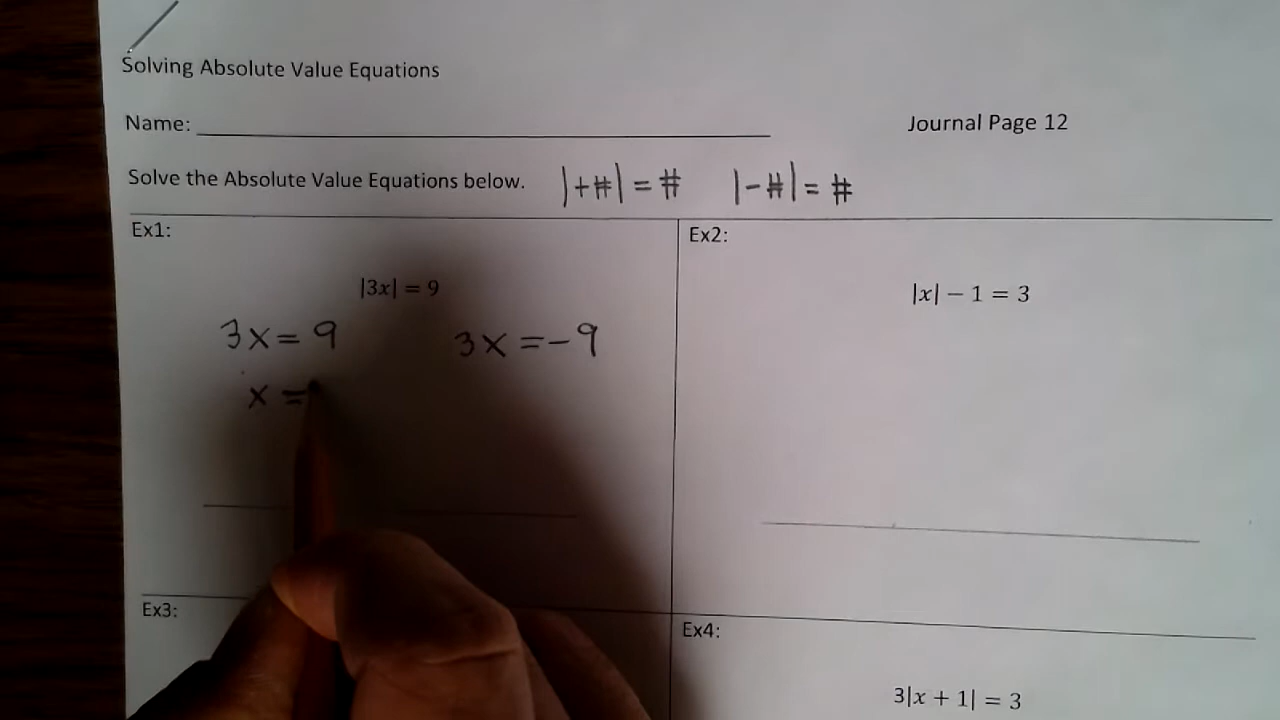 Solving Absolute Value Equations
Name: Journal Page 12
Solve the Absolute Value Equations below. |+#| = # |-#| = #
Ex1:
|3x| = 9
3x = 9 3x = -9
x =
Ex2:
|x| − 1 = 3
Ex3:
Ex4:
3|x + 1| = 3